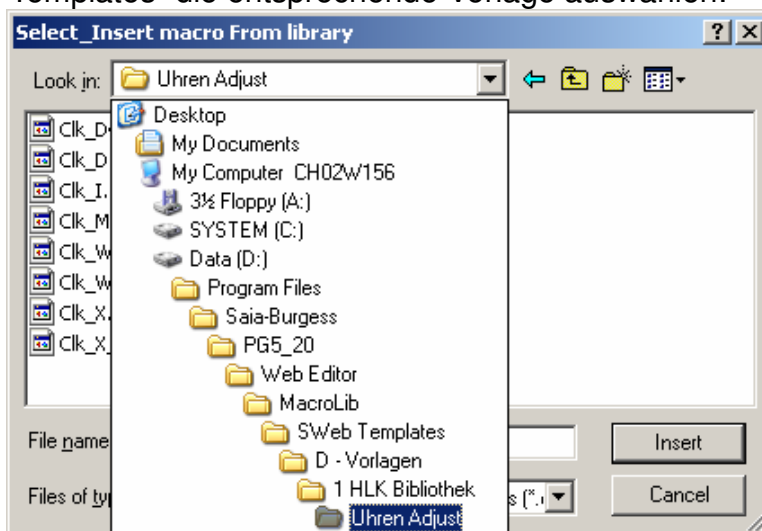 Templates" die entsprechende Vorlage auswählen.
Select_Insert macro From library
Look in: Uhren Adjust
Desktop
My Documents
My Computer CH02W156
3½ Floppy (A:)
SYSTEM (C:)
Data (D:)
Program Files
Saia-Burgess
PG5_20
Web Editor
MacroLib
SWeb Templates
D - Vorlagen
1 HLK Bibliothek
Uhren Adjust
Clk_D
Clk_D
Clk_I.
Clk_M
Clk_W
Clk_W
Clk_X.
Clk_X_
File name
Insert
Files of
Cancel